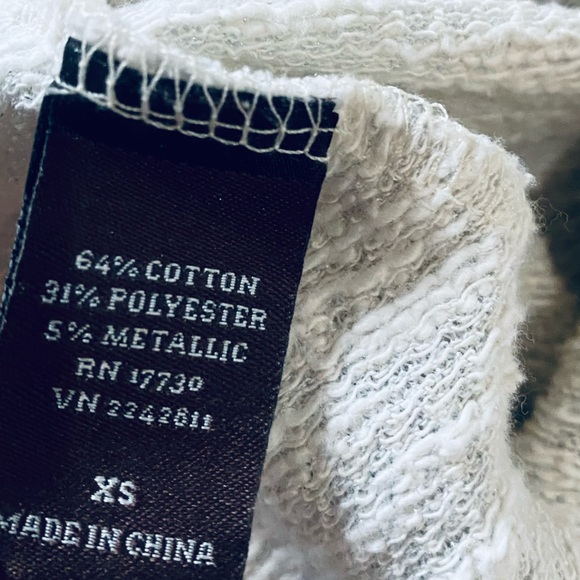 64% COTTON
31% POLYESTER
5% METALLIC
RN 17730
VN 2242811
XS
MADE IN CHINA